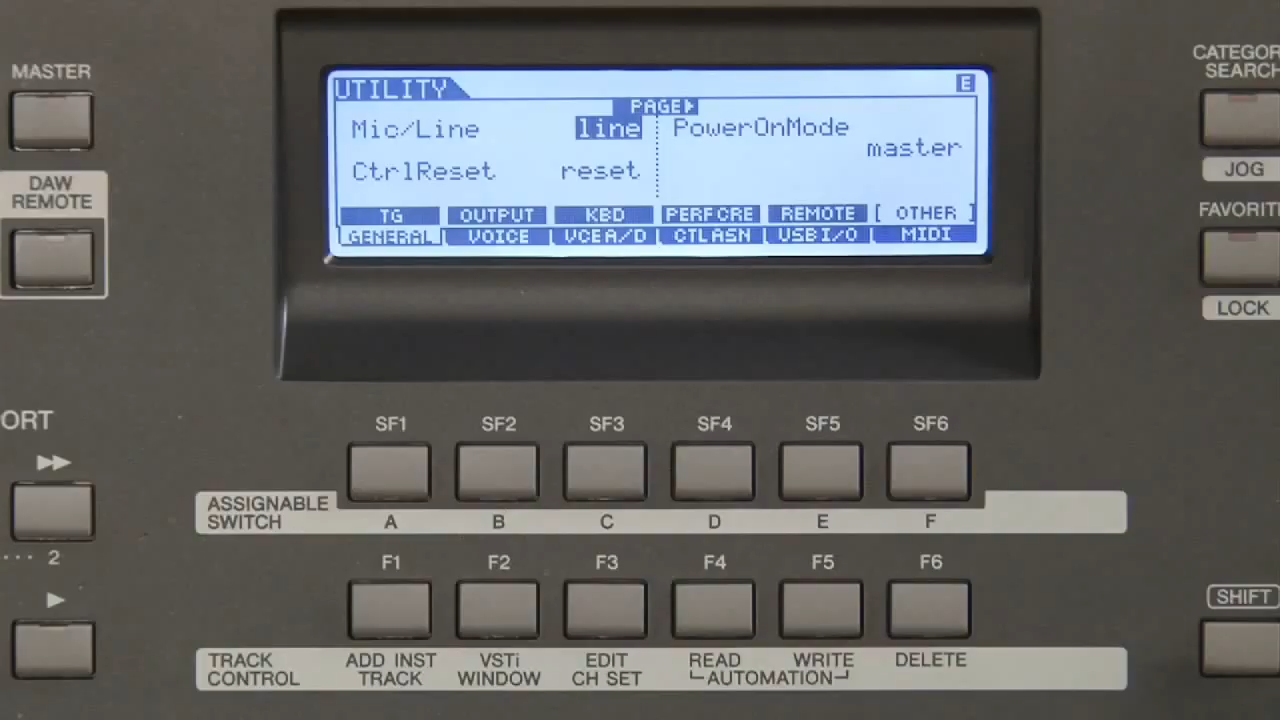 MASTER
DAW
REMOTE
UTILITY
E
PAGE▶
Mic/Line line
PowerOnMode
master
CtrlReset reset
TG OUTPUT KBD PERFCRE REMOTE [ OTHER ]
GENERAL VOICE VCEA/D CTLASN USBI/O MIDI
CATEGOR
SEARCH
JOG
FAVORIT
LOCK
ORT
▶▶
SF1 SF2 SF3 SF4 SF5 SF6
ASSIGNABLE
SWITCH
A B C D E F
···· 2
▶
F1 F2 F3 F4 F5 F6
SHIFT
TRACK
CONTROL
ADD INST
TRACK
VSTi
WINDOW
EDIT
CH SET
READ WRITE
AUTOMATION
DELETE